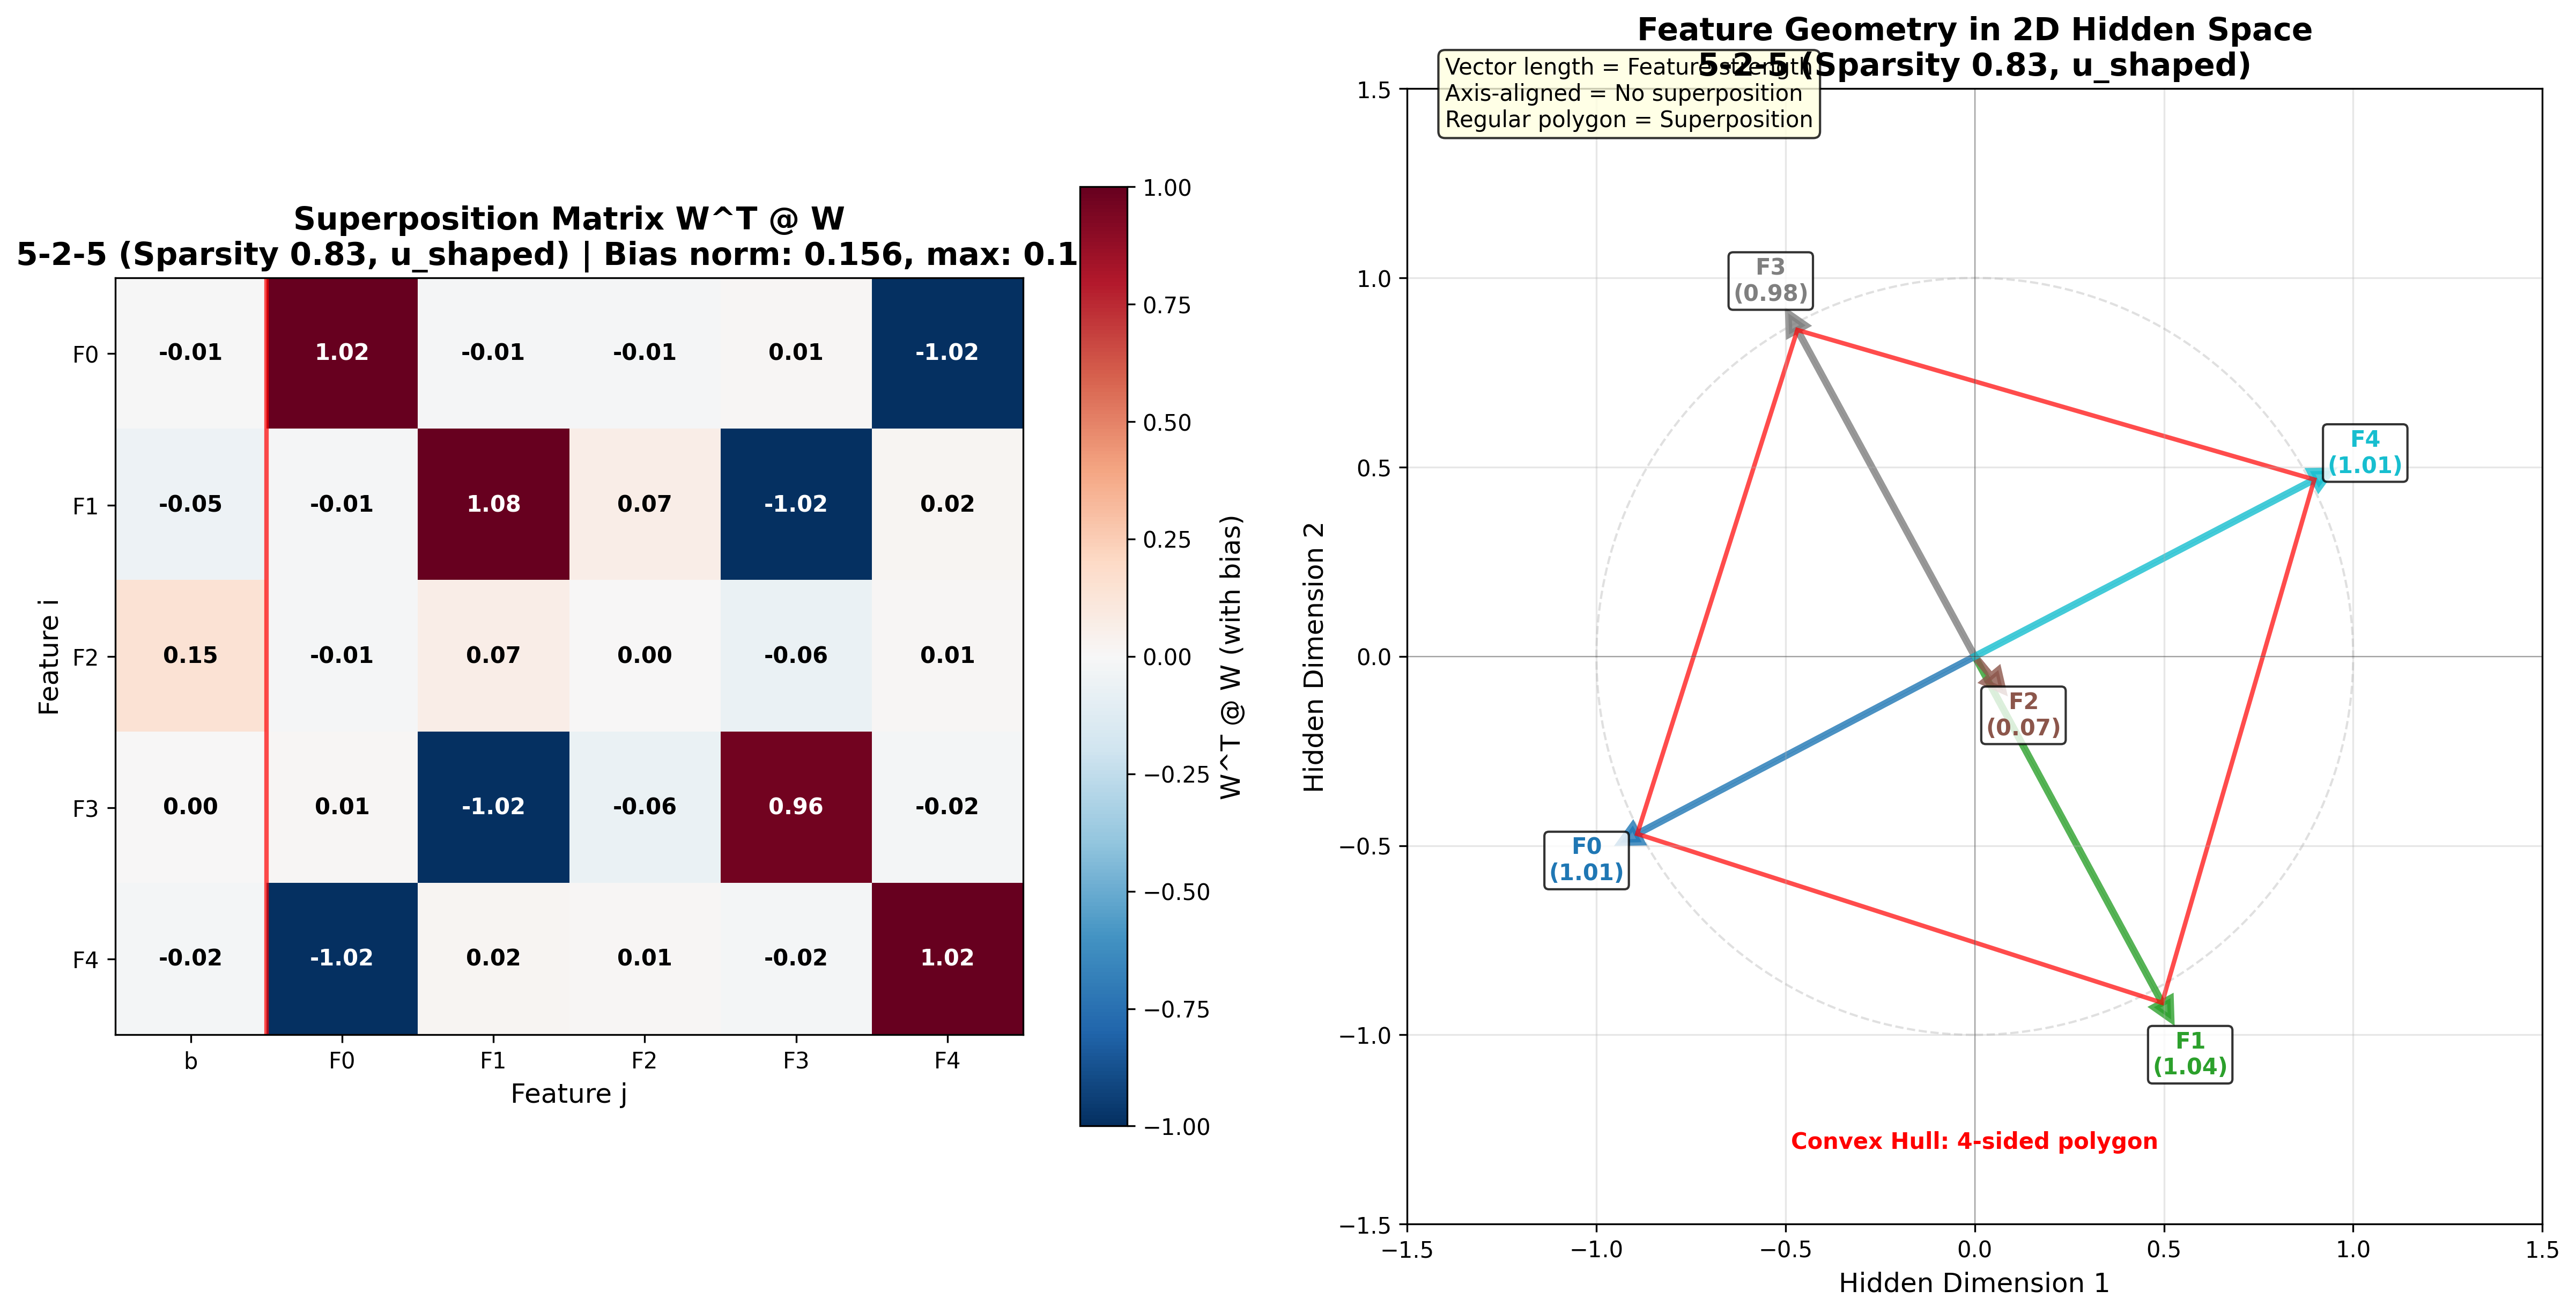 Superposition Matrix W^T @ W
5-2-5 (Sparsity 0.83, u_shaped) | Bias norm: 0.156, max: 0.1
Feature i
F0
F1
F2
F3
F4
-0.01 1.02 -0.01 -0.01 0.01 -1.02
-0.05 -0.01 1.08 0.07 -1.02 0.02
0.15 -0.01 0.07 0.00 -0.06 0.01
0.00 0.01 -1.02 -0.06 0.96 -0.02
-0.02 -1.02 0.02 0.01 -0.02 1.02
b F0 F1 F2 F3 F4
Feature j
1.00
0.75
0.50
0.25
0.00
−0.25
−0.50
−0.75
−1.00
W^T @ W (with bias)
Feature Geometry in 2D Hidden Space
5-2-5 (Sparsity 0.83, u_shaped)
Vector length = Feature strength
Axis-aligned = No superposition
Regular polygon = Superposition
Hidden Dimension 2
1.5
1.0
0.5
0.0
−0.5
−1.0
−1.5
F3
(0.98)
F4
(1.01)
F2
(0.07)
F0
(1.01)
F1
(1.04)
Convex Hull: 4-sided polygon
−1.5 −1.0 −0.5 0.0 0.5 1.0 1.5
Hidden Dimension 1